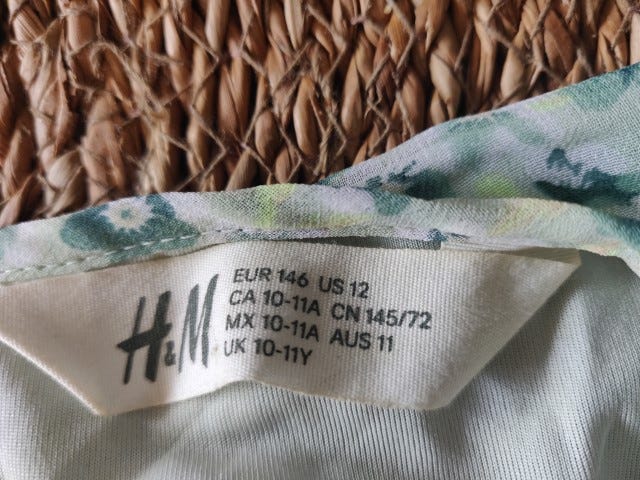 H&M
EUR 146 US 12
CA 10-11A CN 145/72
MX 10-11A AUS 11
UK 10-11Y